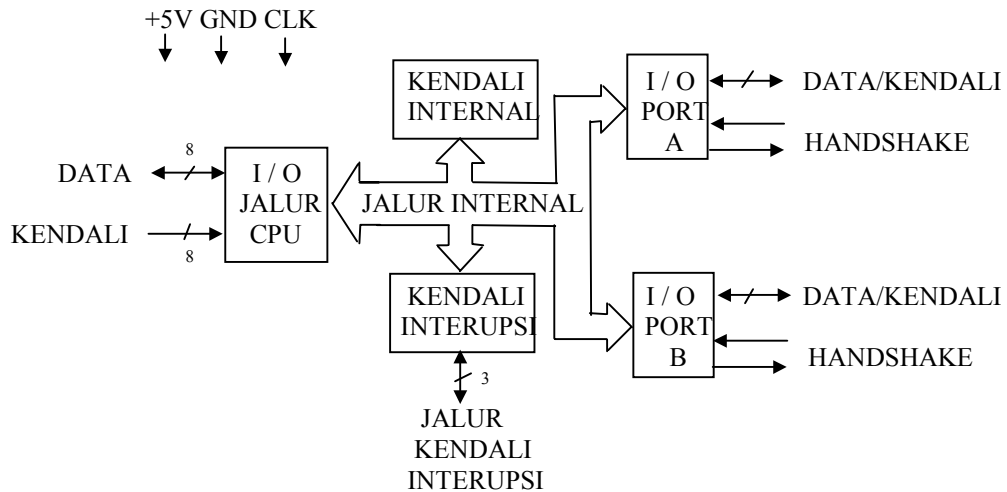 +5V GND CLK
KENDALI
INTERNAL
I / O
PORT
A
DATA/KENDALI
HANDSHAKE
DATA
8
KENDALI
8
I / O
JALUR
CPU
JALUR INTERNAL
KENDALI
INTERUPSI
3
JALUR
KENDALI
INTERUPSI
I / O
PORT
B
DATA/KENDALI
HANDSHAKE